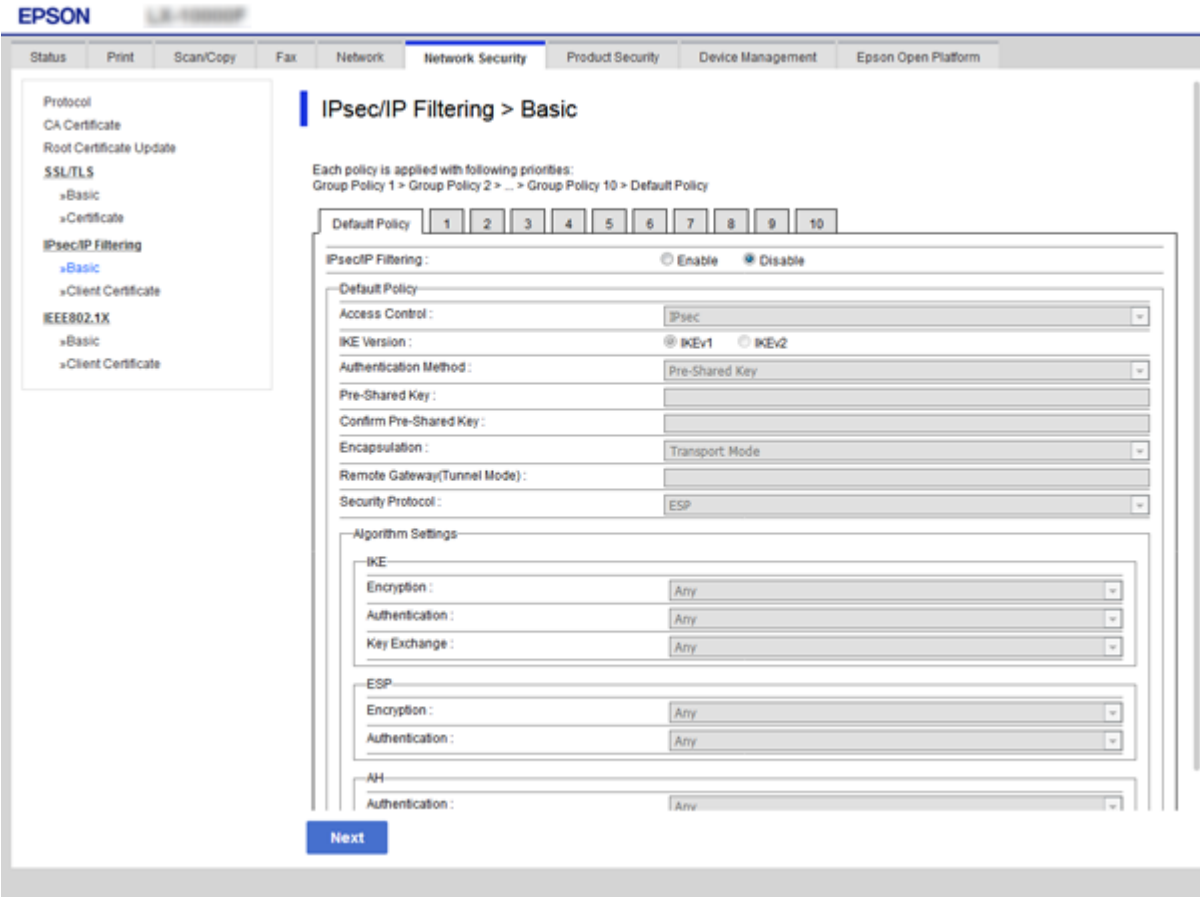 EPSON
Status Print Scan/Copy Fax Network Network Security Product Security Device Management Epson Open Platform
Protocol
CA Certificate
Root Certificate Update
SSL/TLS
»Basic
»Certificate
IPsec/IP Filtering
»Basic
»Client Certificate
IEEE802.1X
»Basic
»Client Certificate
IPsec/IP Filtering > Basic
Each policy is applied with following priorities:
Group Policy 1 > Group Policy 2 > ... > Group Policy 10 > Default Policy
Default Policy 1 2 3 4 5 6 7 8 9 10
IPsec/IP Filtering : Enable Disable
Default Policy
Access Control : IPsec
IKE Version : IKEv1 IKEv2
Authentication Method : Pre-Shared Key
Pre-Shared Key :
Confirm Pre-Shared Key :
Encapsulation : Transport Mode
Remote Gateway(Tunnel Mode) :
Security Protocol : ESP
Algorithm Settings
IKE
Encryption : Any
Authentication : Any
Key Exchange : Any
ESP
Encryption : Any
Authentication : Any
AH
Authentication : Any
Next